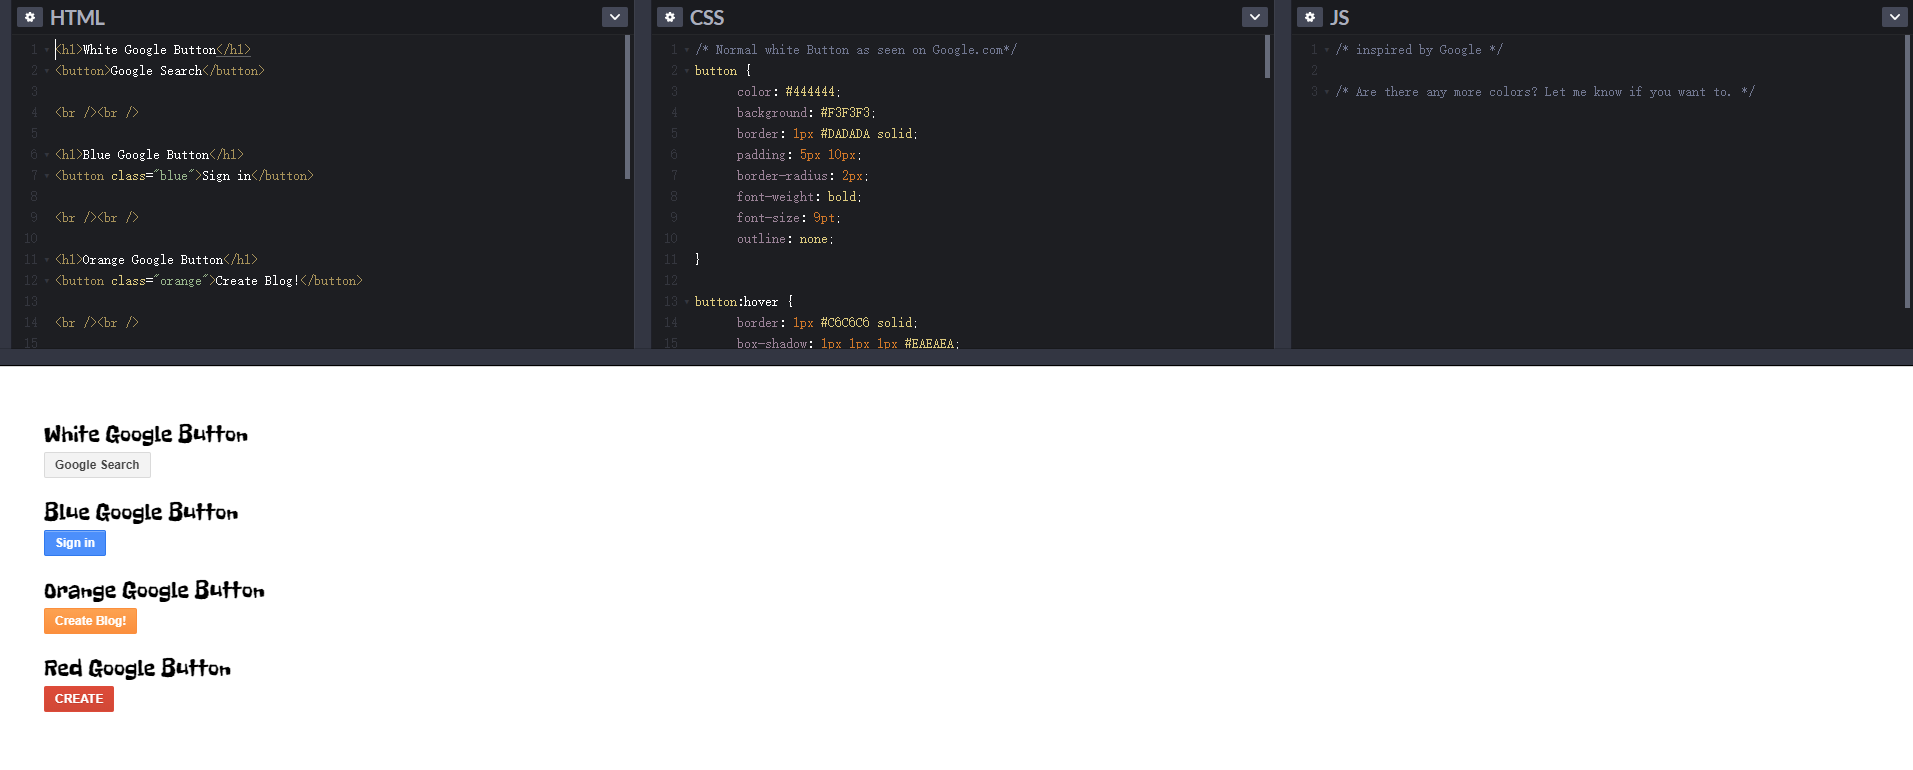 HTML
1 <h1>White Google Button</h1>
2 <button>Google Search</button>
3
4 <br /><br />
5
6 <h1>Blue Google Button</h1>
7 <button class="blue">Sign in</button>
8
9 <br /><br />
10
11 <h1>Orange Google Button</h1>
12 <button class="orange">Create Blog!</button>
13
14 <br /><br />
15
CSS
1 /* Normal white Button as seen on Google.com*/
2 button {
3 color: #444444;
4 background: #F3F3F3;
5 border: 1px #DADADA solid;
6 padding: 5px 10px;
7 border-radius: 2px;
8 font-weight: bold;
9 font-size: 9pt;
10 outline: none;
11 }
12
13 button:hover {
14 border: 1px #C6C6C6 solid;
15 box-shadow: 1px 1px 1px #EAEAEA;
JS
1 /* inspired by Google */
2
3 /* Are there any more colors? Let me know if you want to. */
White Google Button
Google Search
Blue Google Button
Sign in
Orange Google Button
Create Blog!
Red Google Button
CREATE